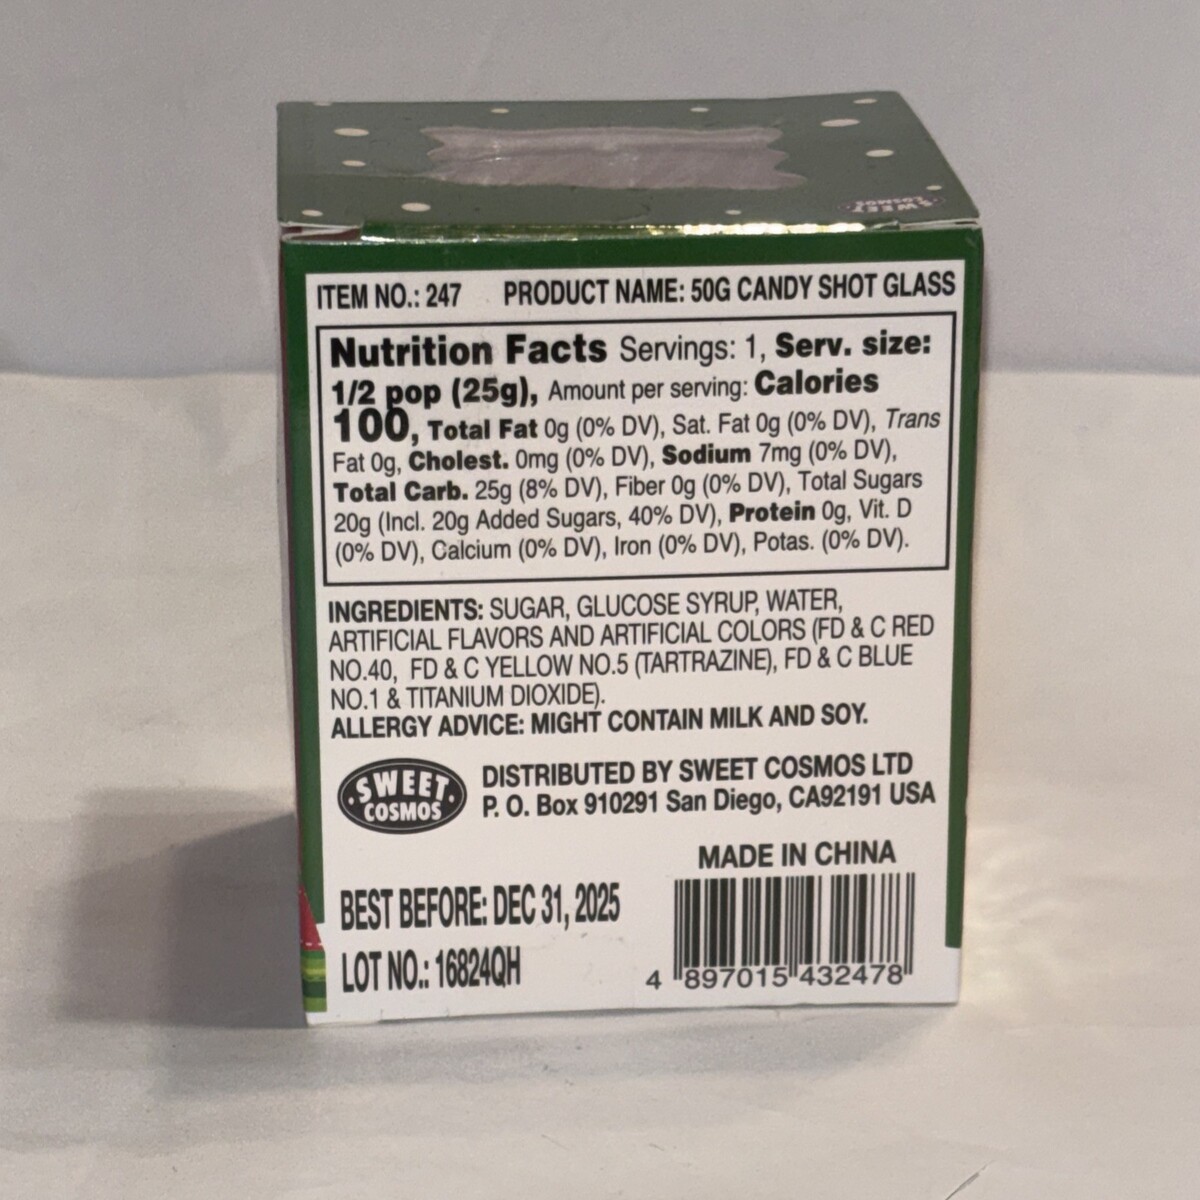 SWEET
COSMOS
ITEM NO.: 247 PRODUCT NAME: 50G CANDY SHOT GLASS
Nutrition Facts Servings: 1, Serv. size:
1/2 pop (25g), Amount per serving: Calories
100, Total Fat 0g (0% DV), Sat. Fat 0g (0% DV), Trans
Fat 0g, Cholest. 0mg (0% DV), Sodium 7mg (0% DV),
Total Carb. 25g (8% DV), Fiber 0g (0% DV), Total Sugars
20g (Incl. 20g Added Sugars, 40% DV), Protein 0g, Vit. D
(0% DV), Calcium (0% DV), Iron (0% DV), Potas. (0% DV).
INGREDIENTS: SUGAR, GLUCOSE SYRUP, WATER,
ARTIFICIAL FLAVORS AND ARTIFICIAL COLORS (FD & C RED
NO.40, FD & C YELLOW NO.5 (TARTRAZINE), FD & C BLUE
NO.1 & TITANIUM DIOXIDE).
ALLERGY ADVICE: MIGHT CONTAIN MILK AND SOY.
SWEET
COSMOS
DISTRIBUTED BY SWEET COSMOS LTD
P. O. Box 910291 San Diego, CA92191 USA
MADE IN CHINA
BEST BEFORE: DEC 31, 2025
LOT NO.: 16824QH
4 897015 432478